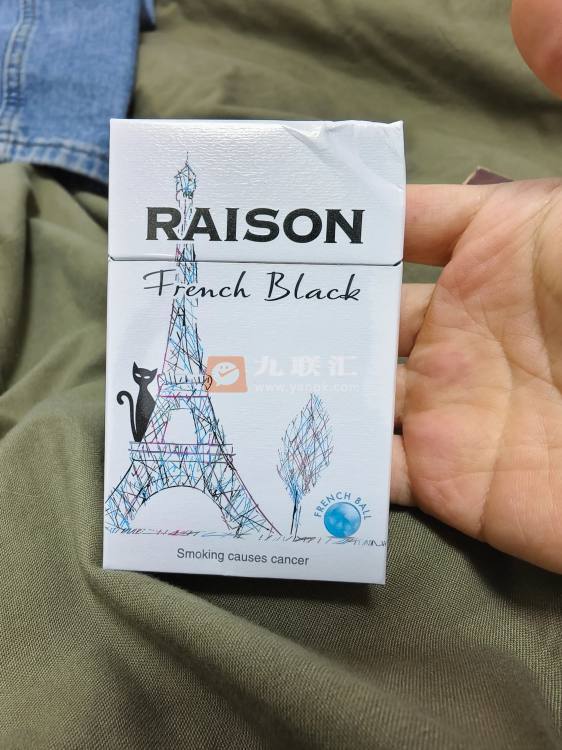 RAISON
French Black
九联汇
www.yanpk.com
FRENCH BALL
Smoking causes cancer